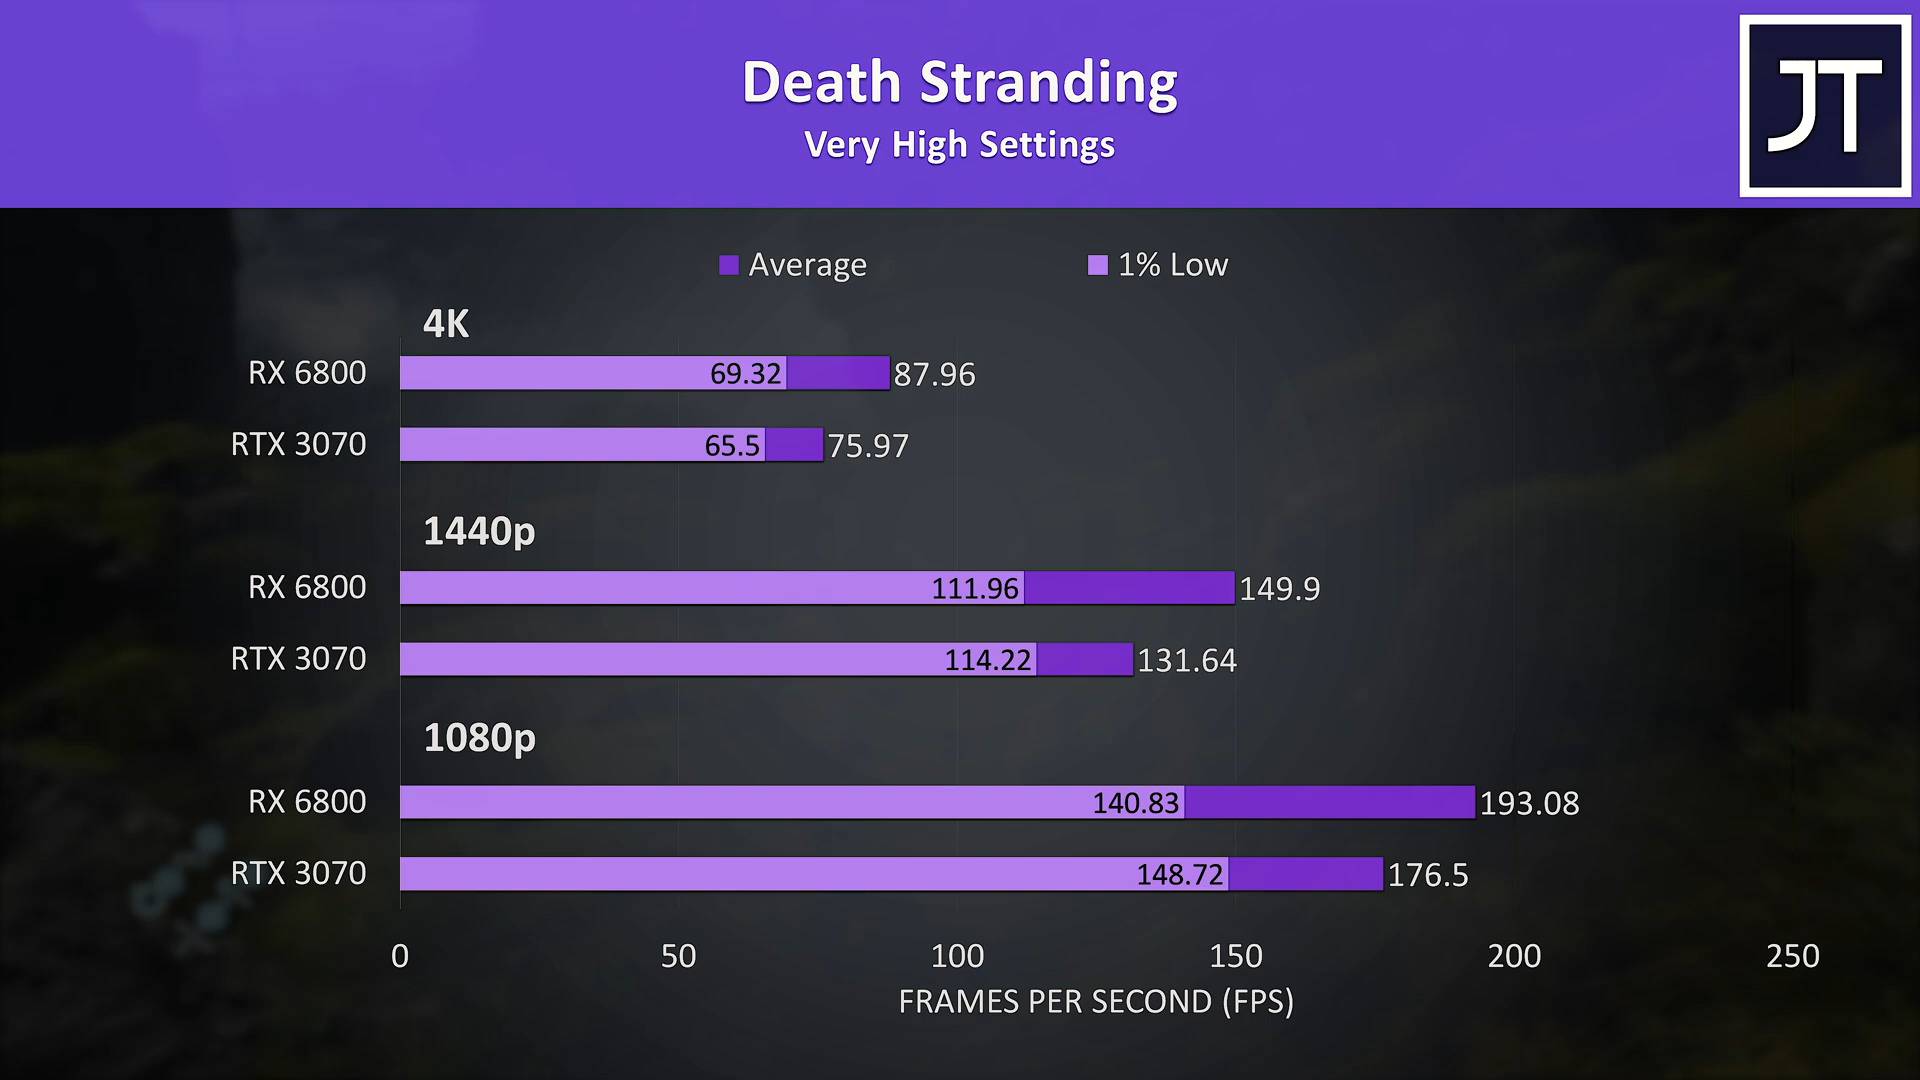 Death Stranding
Very High Settings
JT
Average
1% Low
4K
RX 6800
69.32
87.96
RTX 3070
65.5
75.97
1440p
RX 6800
111.96
149.9
RTX 3070
114.22
131.64
1080p
RX 6800
140.83
193.08
RTX 3070
148.72
176.5
0 50 100 150 200 250
FRAMES PER SECOND (FPS)